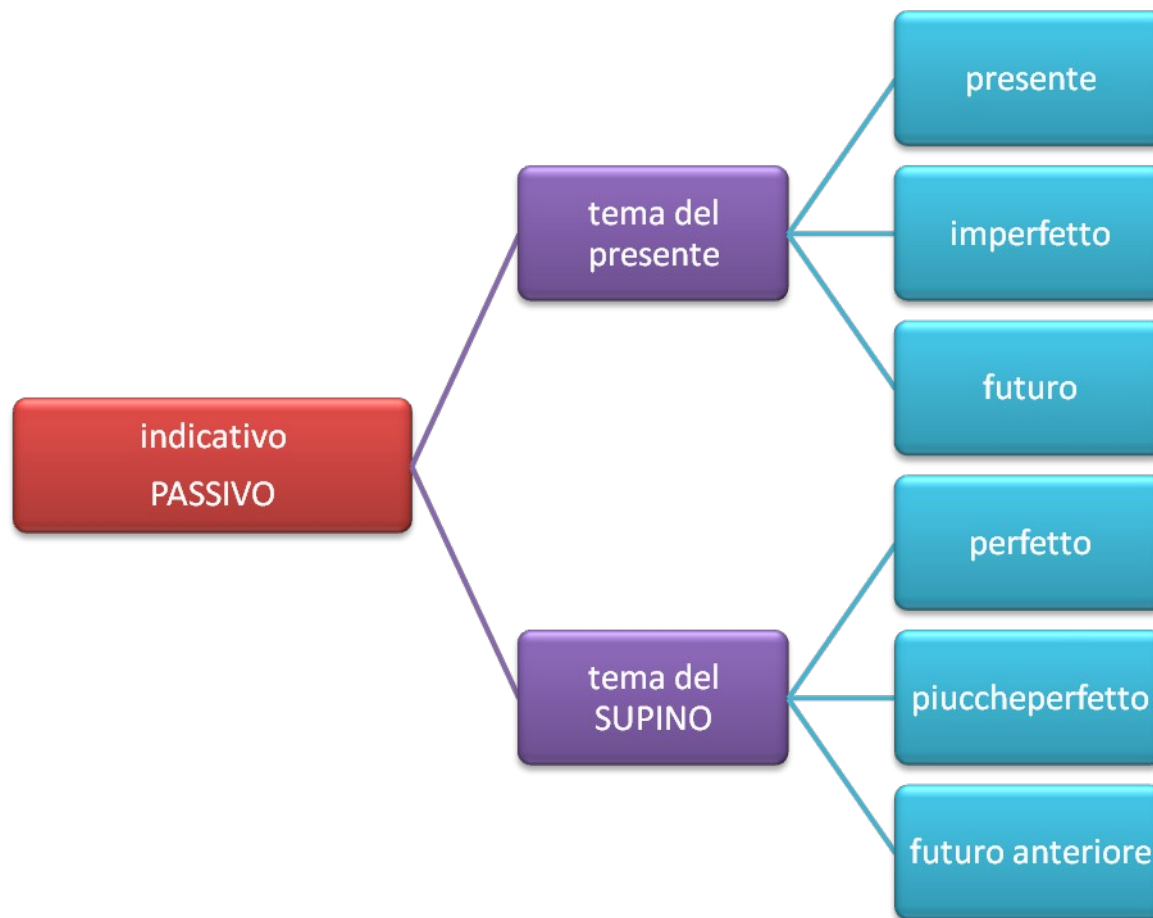 indicativo
PASSIVO
tema del
presente
presente
imperfetto
futuro
tema del
SUPINO
perfetto
piuccheperfetto
futuro anteriore